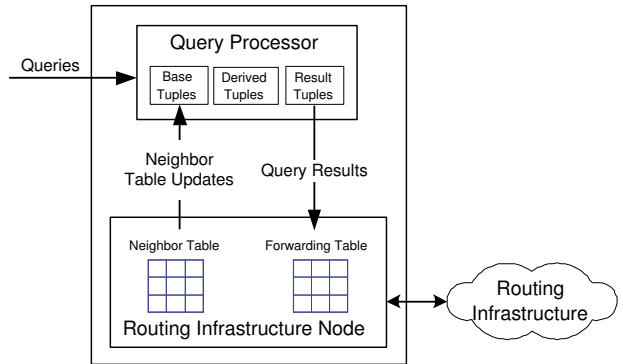 Query Processor
Queries
Base
Tuples
Derived
Tuples
Result
Tuples
Neighbor
Table Updates
Query Results
Neighbor Table
Forwarding Table
Routing Infrastructure Node
Routing
Infrastructure